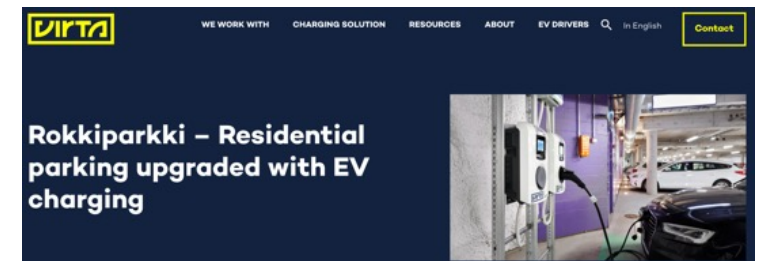 VIRTA
WE WORK WITH CHARGING SOLUTION RESOURCES ABOUT EV DRIVERS In English Contact
Rokkiparkki – Residential
parking upgraded with EV
charging